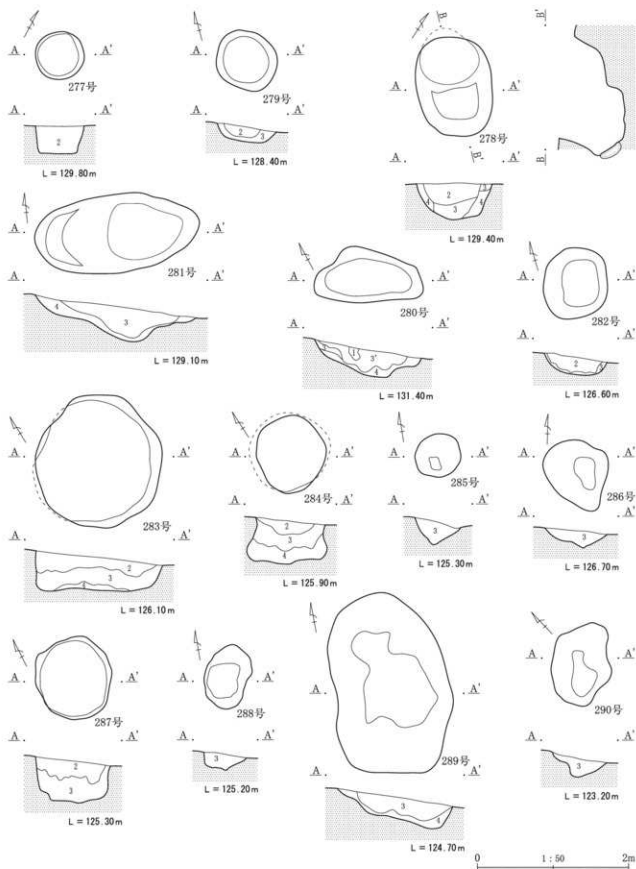 A A'
277号
A A'
2
L = 129.80m
A A'
279号
A A'
2 3
L = 128.40m
B
A A'
278号
A B' A'
2 3 4 3 4
L = 129.40m
B'
B
A A'
281号
A A'
4 3
L = 129.10m
A A'
280号
A A'
3 1 3' 4
L = 131.40m
A A'
282号
A A'
2
L = 126.60m
A A'
283号
A A'
2
3
4
L = 126.10m
A A'
284号
A A'
2
3
4
L = 125.90m
A A'
285号
A A'
3
L = 125.30m
A A'
286号
A A'
3
L = 126.70m
A A'
287号
A A'
2
3
L = 125.30m
A A'
288号
A A'
3
L = 125.20m
A A'
289号
A A'
3 4
L = 124.70m
A A'
290号
A A'
3
L = 123.20m
0 1：50 2m